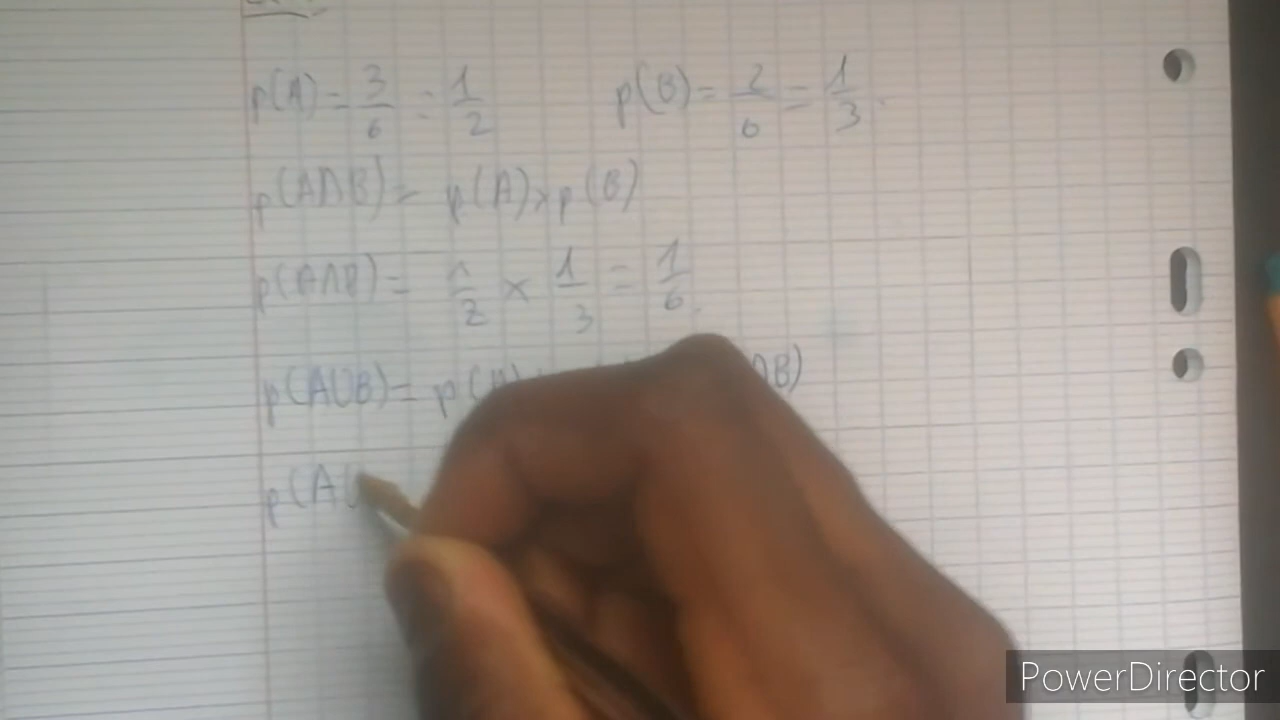 p(A) = 3/6 = 1/2 p(B) = 2/6 = 1/3.
p(A∩B) = p(A) × p(B)
p(A∩B) = 1/2 × 1/3 = 1/6.
p(A∪B) = p(A) ∩B)
p(A
PowerDirector